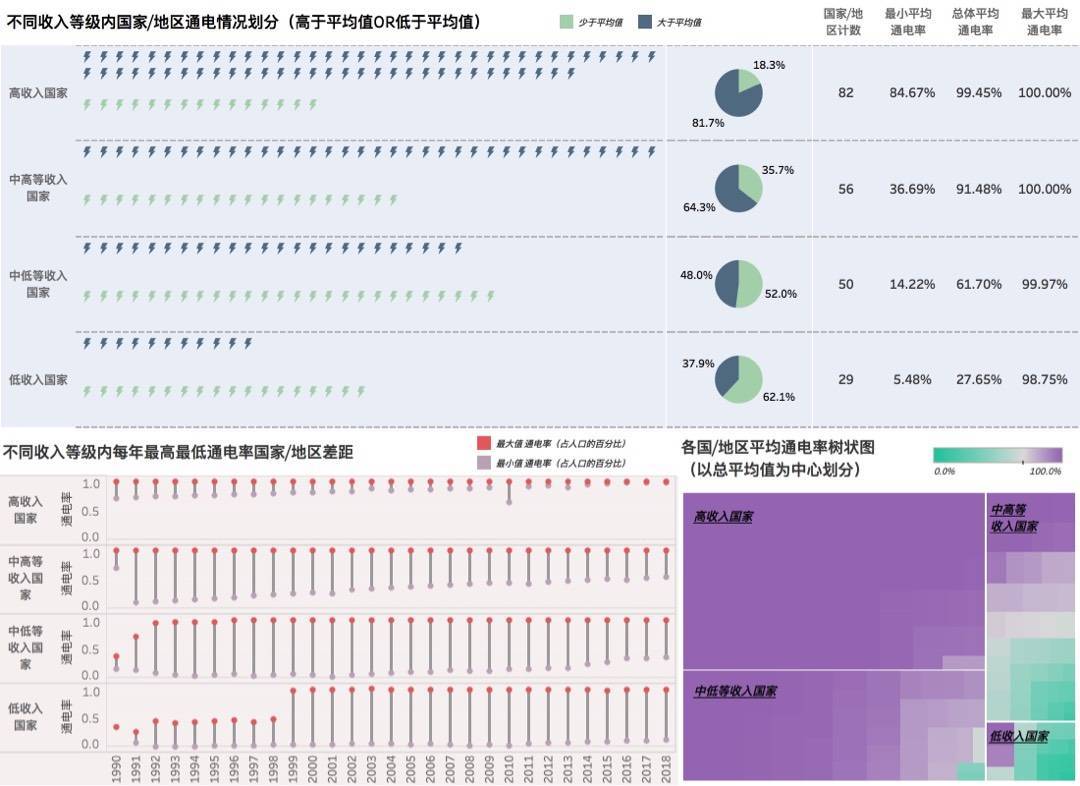 不同收入等级内国家/地区通电情况划分（高于平均值OR低于平均值）
少于平均值
大于平均值
国家/地
区计数
最小平均
通电率
总体平均
通电率
最大平均
通电率
高收入国家
18.3%
81.7%
82
84.67%
99.45%
100.00%
中高等收入
国家
35.7%
64.3%
56
36.69%
91.48%
100.00%
中低等收入
国家
48.0%
52.0%
50
14.22%
61.70%
99.97%
低收入国家
37.9%
62.1%
29
5.48%
27.65%
98.75%
不同收入等级内每年最高最低通电率国家/地区差距
最大值 通电率（占人口的百分比）
最小值 通电率（占人口的百分比）
高收入
国家
通电率
1.0
0.5
0.0
中高等
收入国
家
通电率
1.0
0.5
0.0
中低等
收入国
家
通电率
1.0
0.5
0.0
低收入
国家
通电率
1.0
0.5
0.0
1990
1991
1992
1993
1994
1995
1996
1997
1998
1999
2000
2001
2002
2003
2004
2005
2006
2007
2008
2009
2010
2011
2012
2013
2014
2015
2016
2017
2018
各国/地区平均通电率树状图
（以总平均值为中心划分）
0.0%
100.0%
高收入国家
中高等
收入国家
中低等收入国家
低收入国家